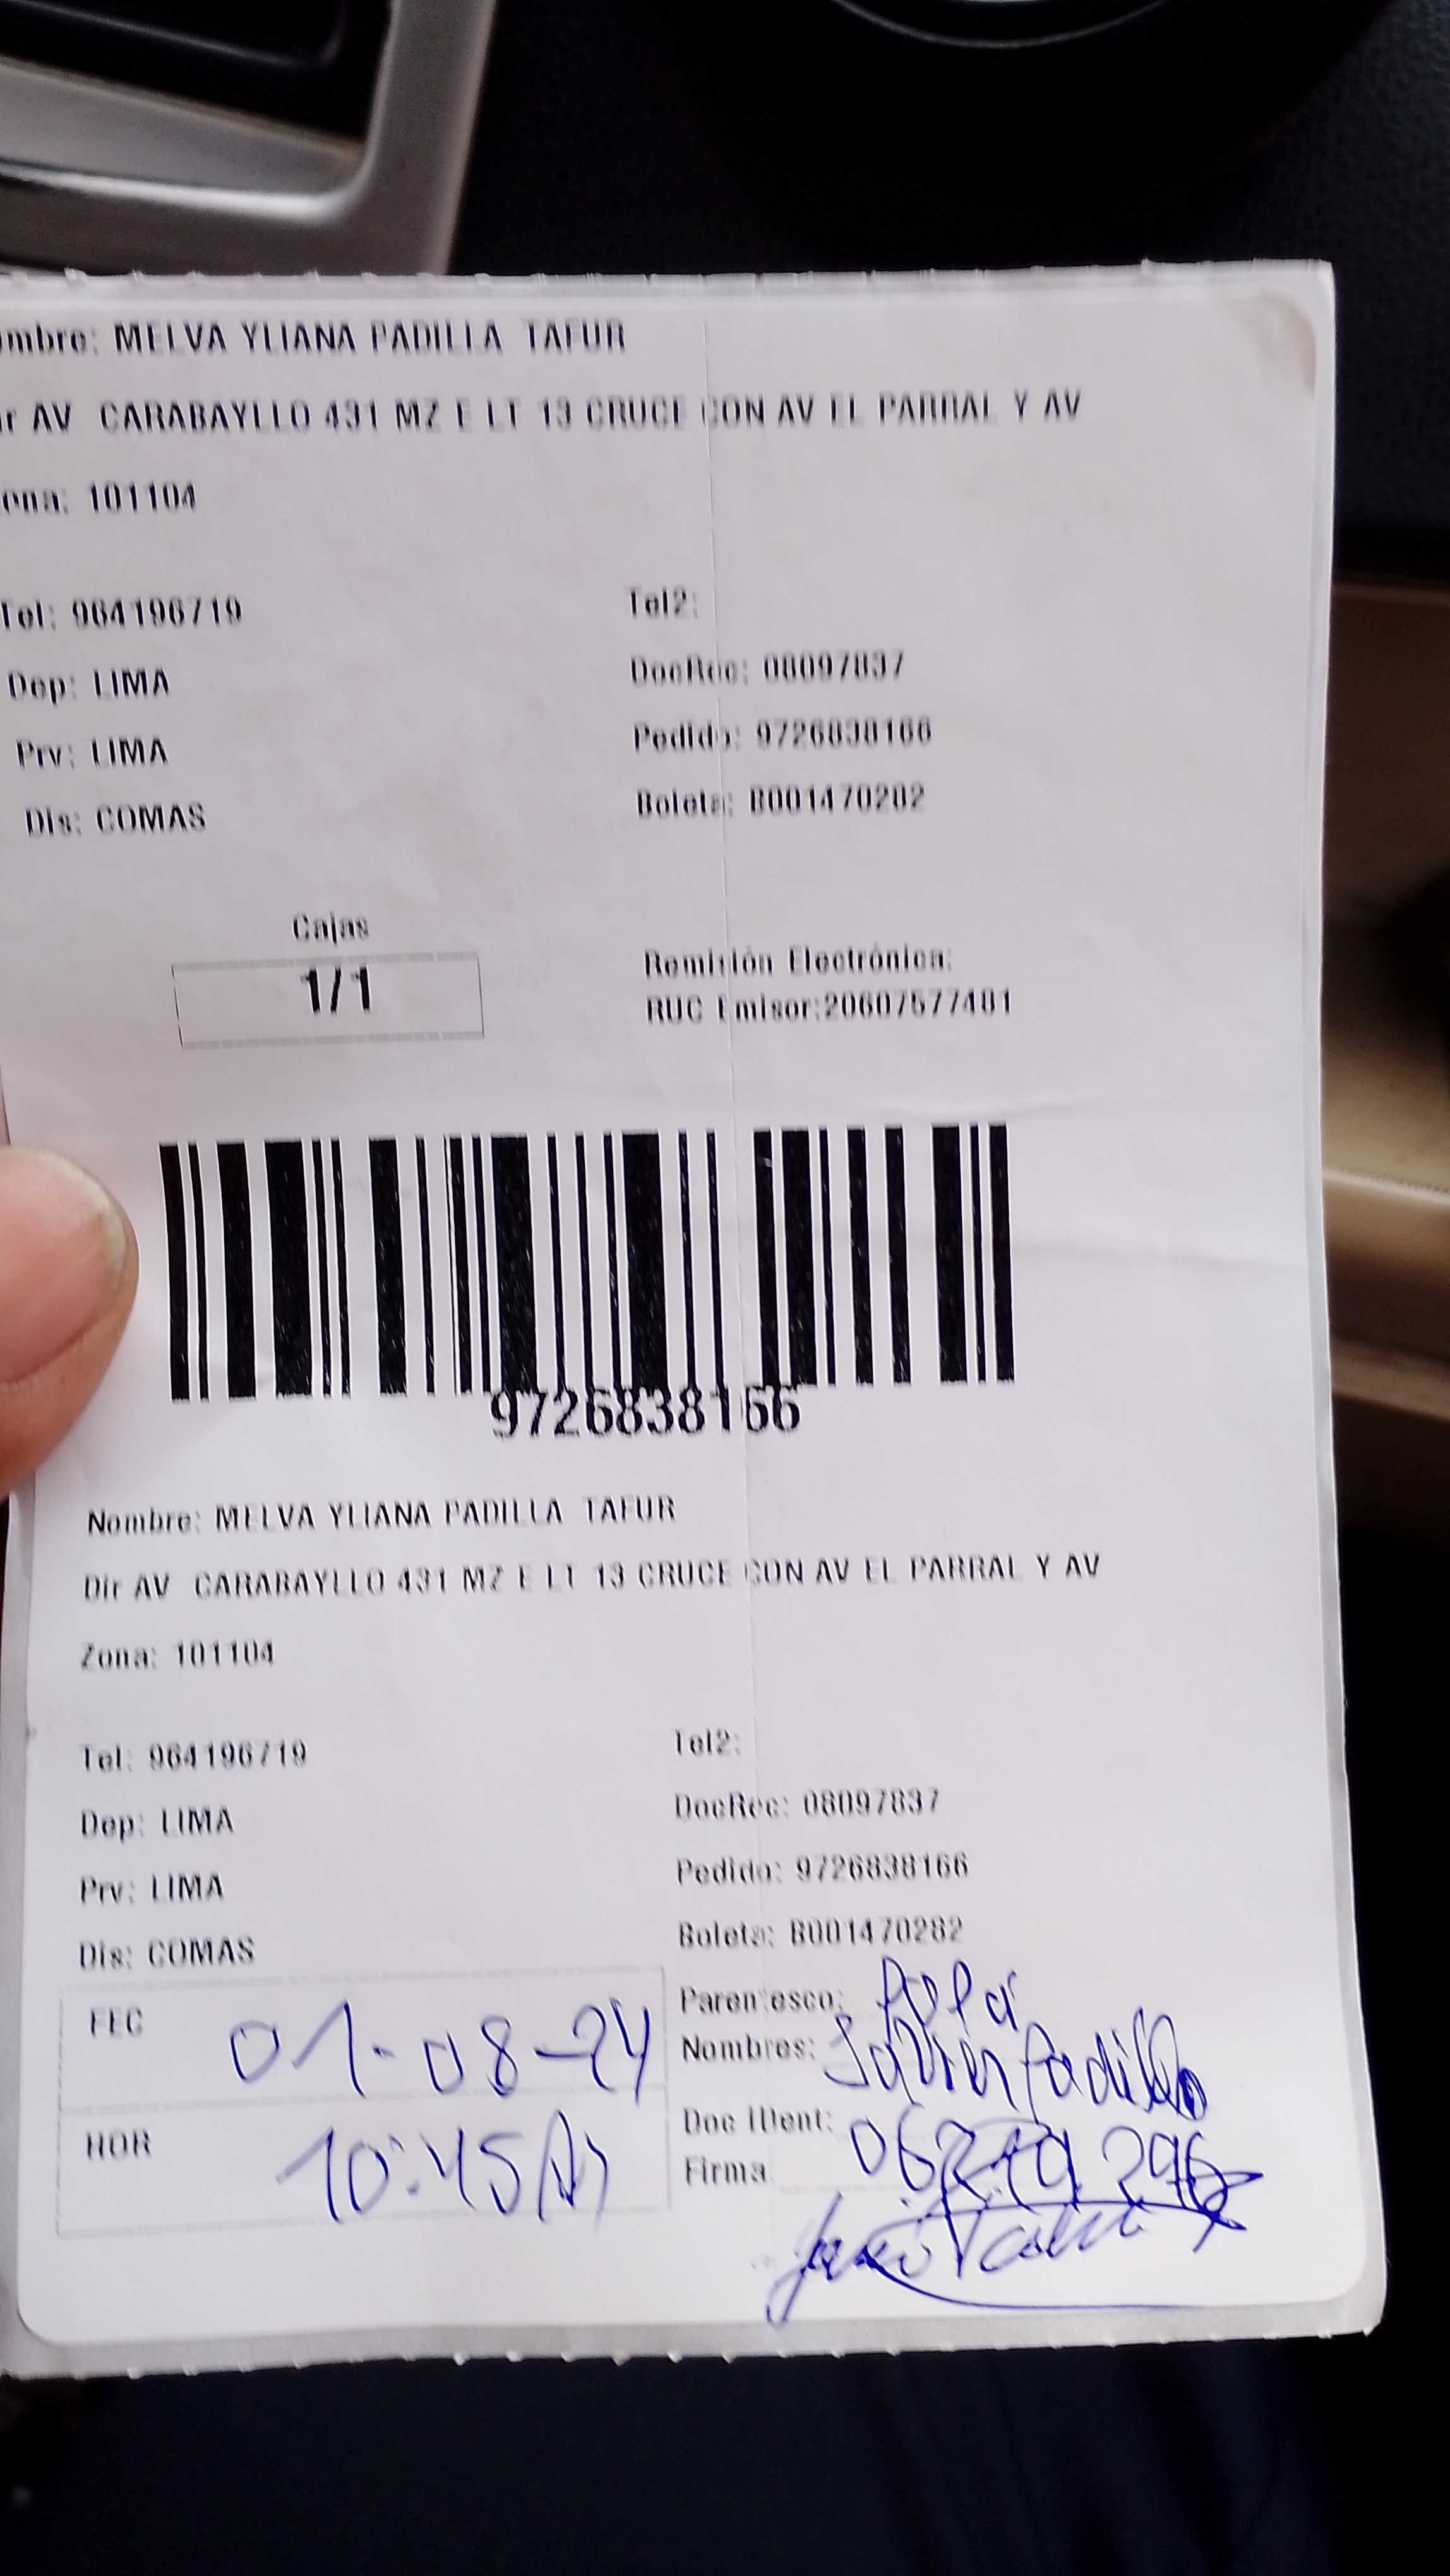 mbre: MELVA YLIANA PADILLA TAFUR
r AV CARABAYLLO 431 MZ E LT 13 CRUCE CON AV EL PARRAL Y AV
ona: 101104
Tel: 964196719
Tel2:
Dep: LIMA
DocRec: 08097837
Prv: LIMA
Pedido: 9726838166
Dis: COMAS
Boleta: B001470282
Cajas
1/1
Remisión Electrónica:
RUC Emisor:20607577481
9726838166
Nombre: MELVA YLIANA PADILLA TAFUR
Dir AV CARABAYLLO 431 MZ E LT 13 CRUCE CON AV EL PARRAL Y AV
Zona: 101104
Tel: 964196719
Tel2:
Dep: LIMA
DocRec: 08097837
Prv: LIMA
Pedido: 9726838166
Dis: COMAS
Boleta: B001470282
FEC 01-08-24
Parentesco:
Nombres: Padilla
HOR 10:45
Doc Ident:
Firma